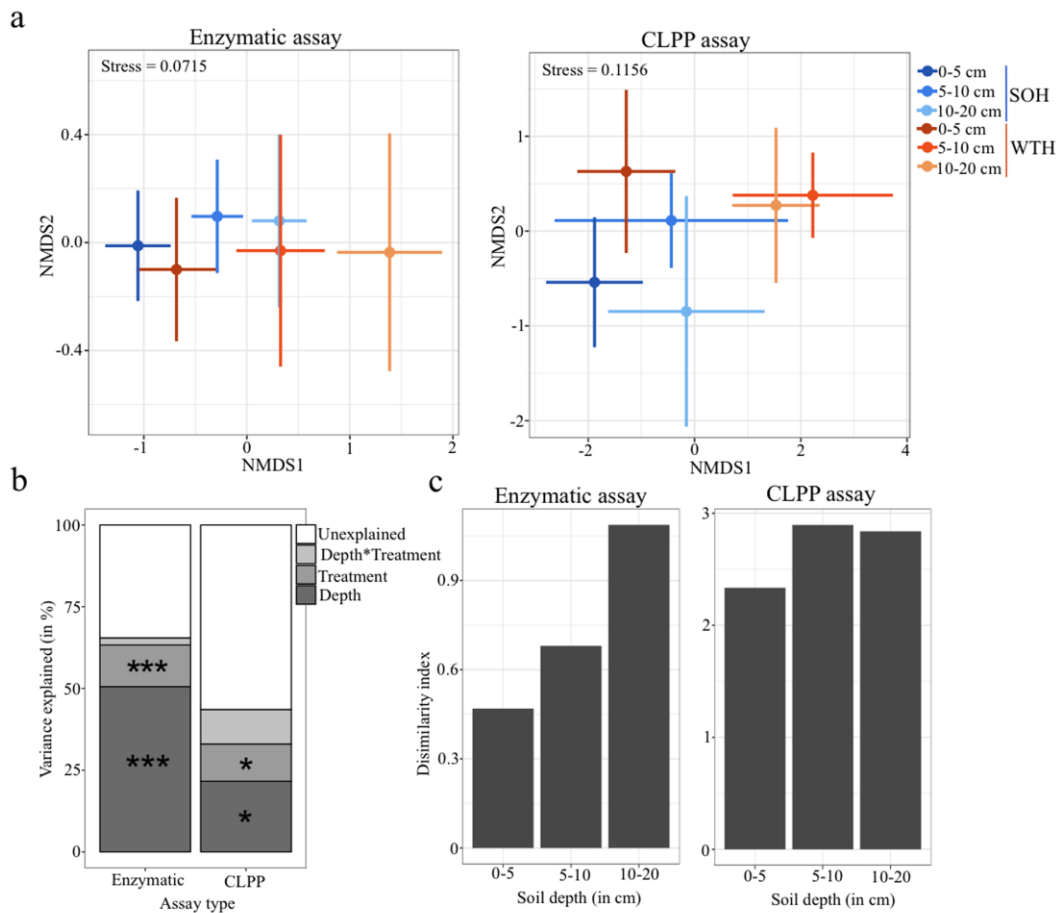 a
Enzymatic assay
Stress = 0.0715
0.4
0.0
-0.4
NMDS2
-1
0
1
2
NMDS1
CLPP assay
Stress = 0.1156
1
0
-1
-2
NMDS2
-2
0
2
4
NMDS1
0-5 cm
5-10 cm
10-20 cm
SOH
0-5 cm
5-10 cm
10-20 cm
WTH
b
100
75
50
25
0
Variance explained (in %)
***
***
*
*
Enzymatic
CLPP
Assay type
Unexplained
Depth*Treatment
Treatment
Depth
c
Enzymatic assay
0.9
0.6
0.3
0
Disimilarity index
0-5
5-10
10-20
Soil depth (in cm)
CLPP assay
3
2
1
0
0-5
5-10
10-20
Soil depth (in cm)